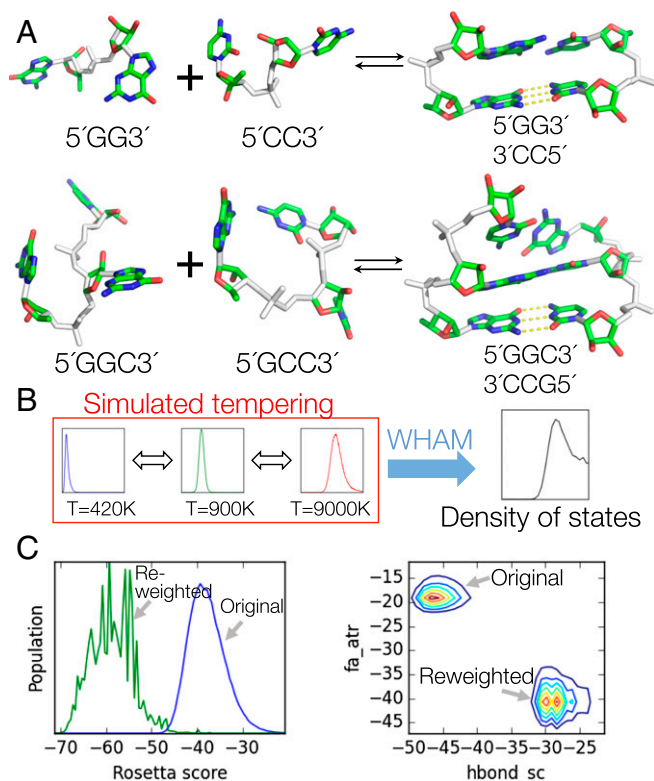 A
+
5´GG3´
5´CC3´
5´GG3´
3´CC5´
+
5´GGC3´
5´GCC3´
5´GGC3´
3´CCG5´
B
Simulated tempering
T=420K
T=900K
T=9000K
WHAM
Density of states
C
Population
Re-
weighted
Original
−70 −60 −50 −40 −30
Rosetta score
fa_atr
−15
−20
−25
−30
−35
−40
−45
Original
Reweighted
−50 −45 −40 −35 −30 −25
hbond_sc